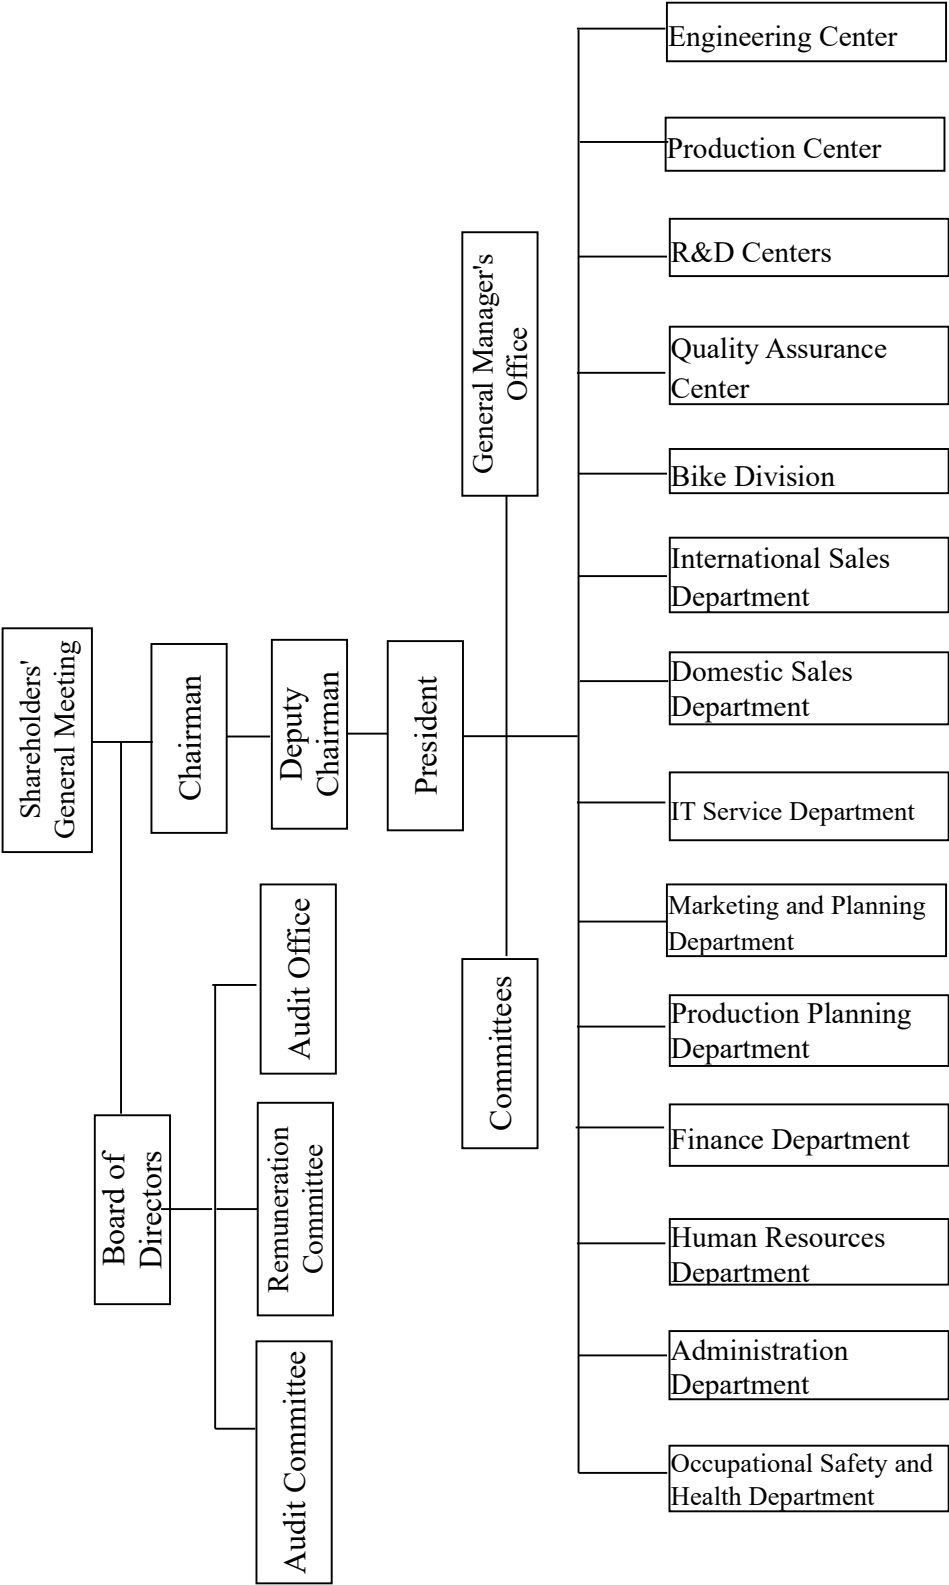 Shareholders'
General Meeting
Chairman
Deputy
Chairman
President
Board of
Directors
Audit Office
Remuneration
Committee
Audit Committee
General Manager's
Office
Committees
Engineering Center
Production Center
R&D Centers
Quality Assurance
Center
Bike Division
International Sales
Department
Domestic Sales
Department
IT Service Department
Marketing and Planning
Department
Production Planning
Department
Finance Department
Human Resources
Department
Administration
Department
Occupational Safety and
Health Department